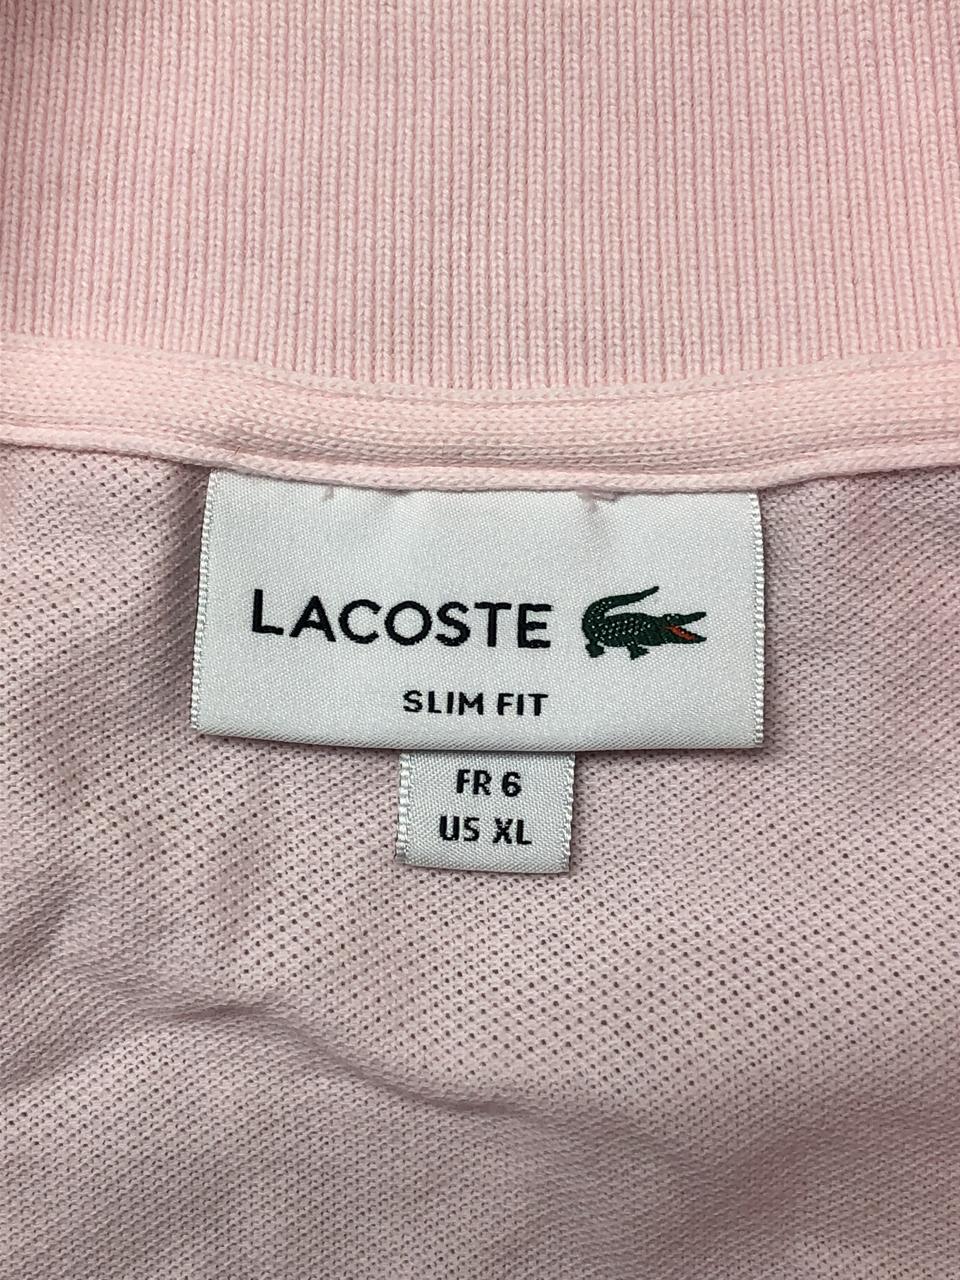 LACOSTE
SLIM FIT
FR 6
US XL